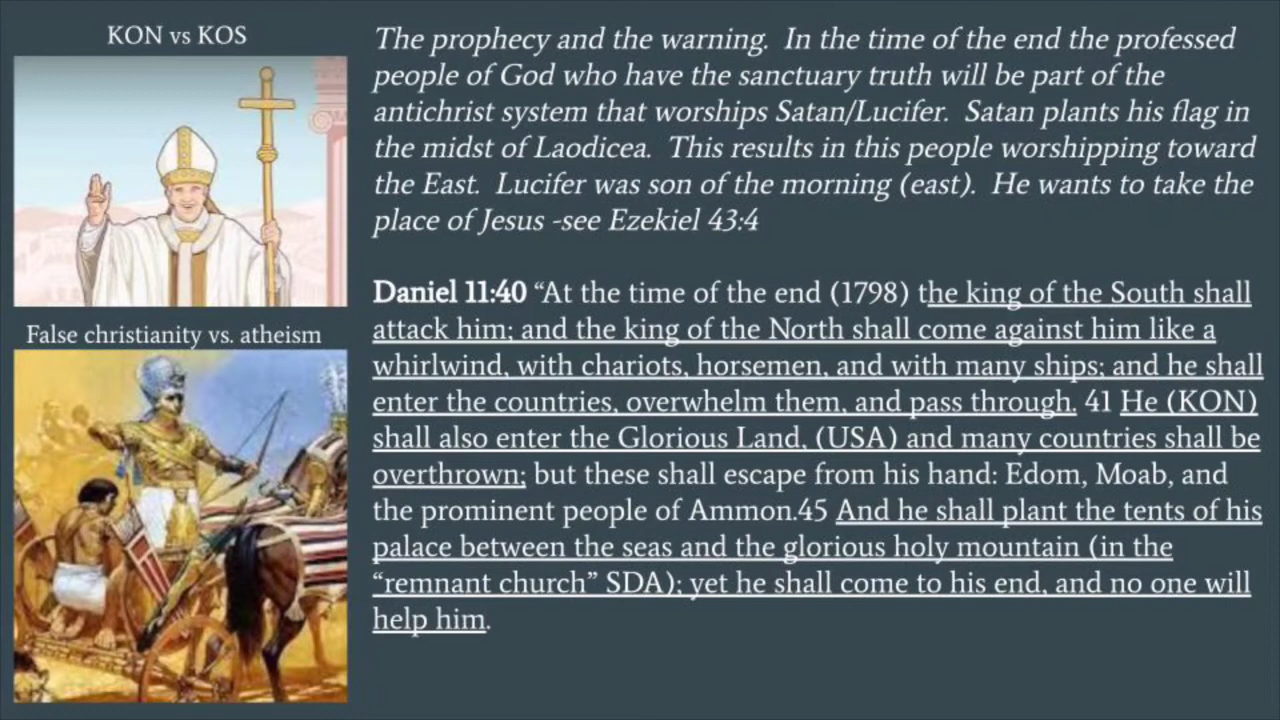 KON vs KOS
False christianity vs. atheism
The prophecy and the warning.  In the time of the end the professed
people of God who have the sanctuary truth will be part of the
antichrist system that worships Satan/Lucifer.  Satan plants his flag in
the midst of Laodicea.  This results in this people worshipping toward
the East.  Lucifer was son of the morning (east).  He wants to take the
place of Jesus -see Ezekiel 43:4
Daniel 11:40 “At the time of the end (1798) the king of the South shall
attack him; and the king of the North shall come against him like a
whirlwind, with chariots, horsemen, and with many ships; and he shall
enter the countries, overwhelm them, and pass through. 41 He (KON)
shall also enter the Glorious Land, (USA) and many countries shall be
overthrown; but these shall escape from his hand: Edom, Moab, and
the prominent people of Ammon.45 And he shall plant the tents of his
palace between the seas and the glorious holy mountain (in the
“remnant church” SDA); yet he shall come to his end, and no one will
help him.